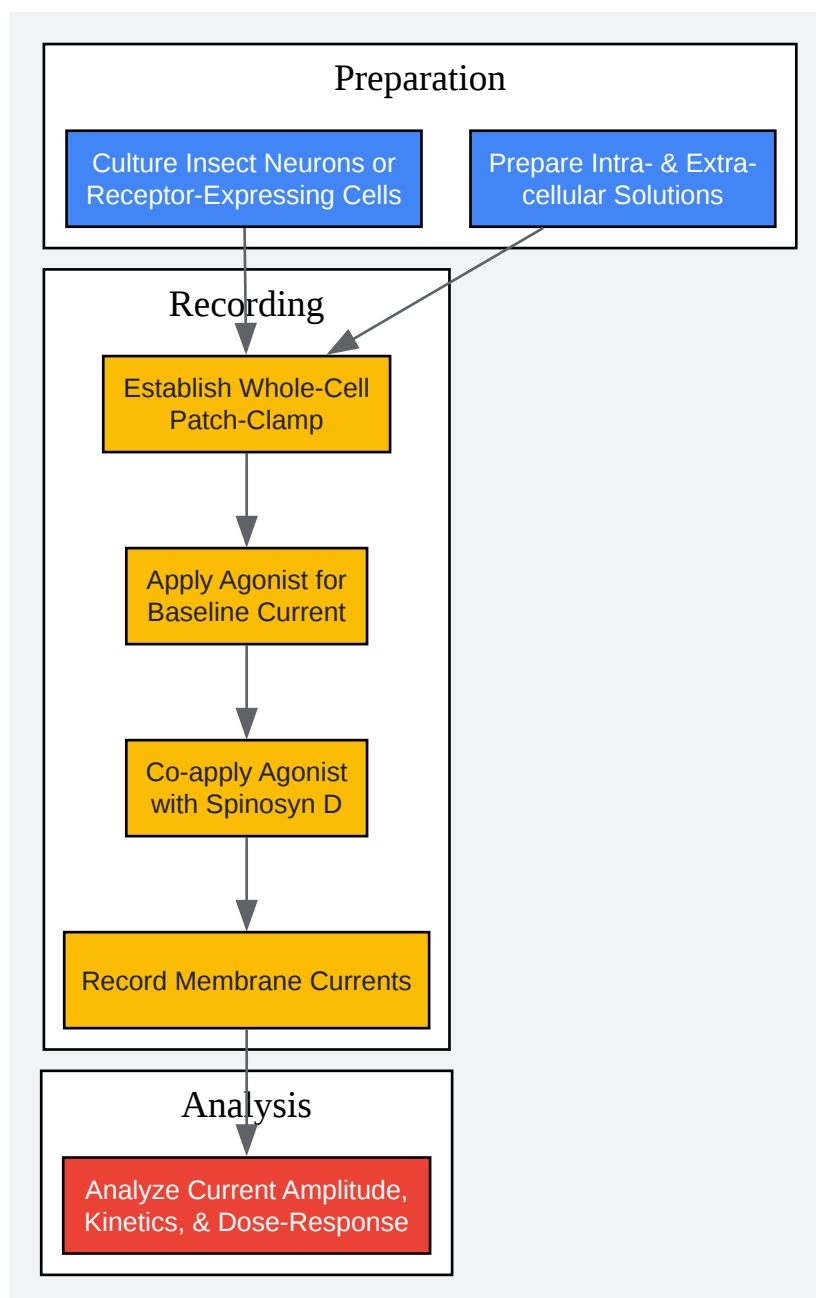 Preparation
Culture Insect Neurons or
Receptor-Expressing Cells
Prepare Intra- & Extra-
cellular Solutions
Recording
Establish Whole-Cell
Patch-Clamp
Apply Agonist for
Baseline Current
Co-apply Agonist
with Spinosyn D
Record Membrane Currents
Analysis
Analyze Current Amplitude,
Kinetics, & Dose-Response